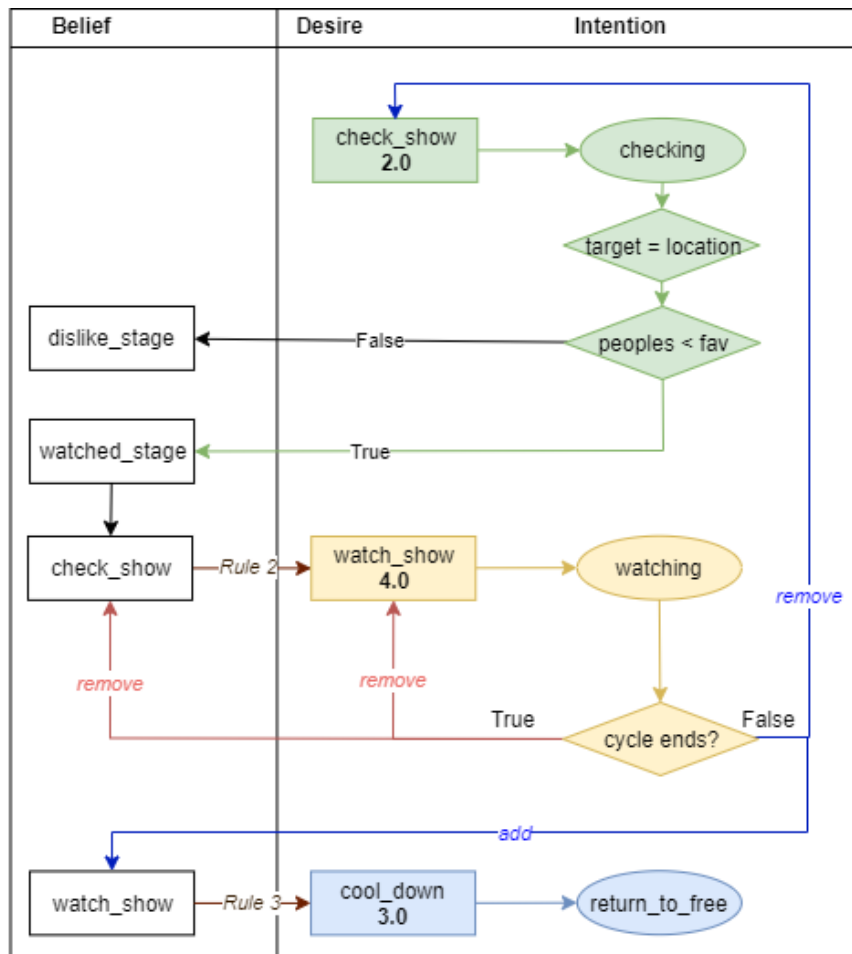 Belief
Desire
Intention
check_show
2.0
checking
target = location
dislike_stage
False
peoples < fav
watched_stage
True
check_show
Rule 2
watch_show
4.0
watching
remove
remove
remove
True
False
cycle ends?
add
watch_show
Rule 3
cool_down
3.0
return_to_free